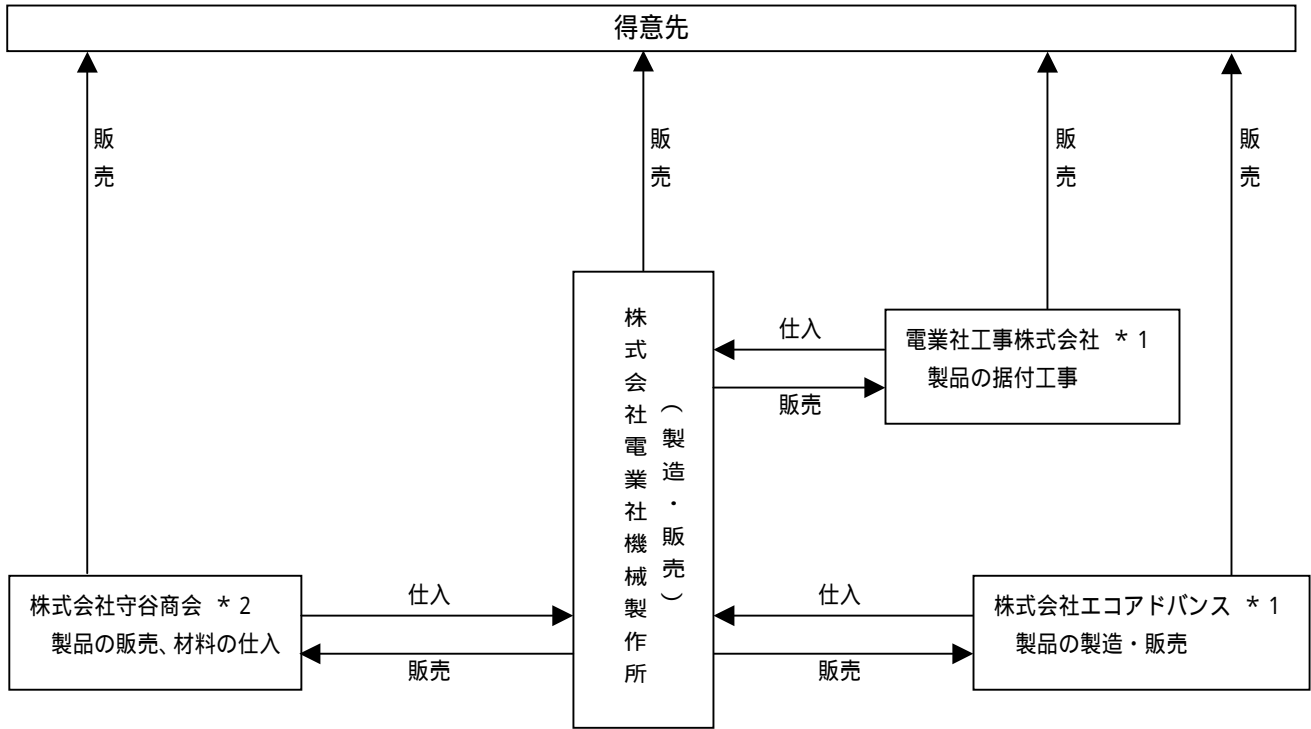 得意先
販売
販売
販売
販売
株式会社電業社機械製作所
（製造・販売）
仕入
販売
電業社工事株式会社 ＊1
製品の据付工事
株式会社守谷商会 ＊2
製品の販売、材料の仕入
仕入
販売
仕入
販売
株式会社エコアドバンス ＊1
製品の製造・販売